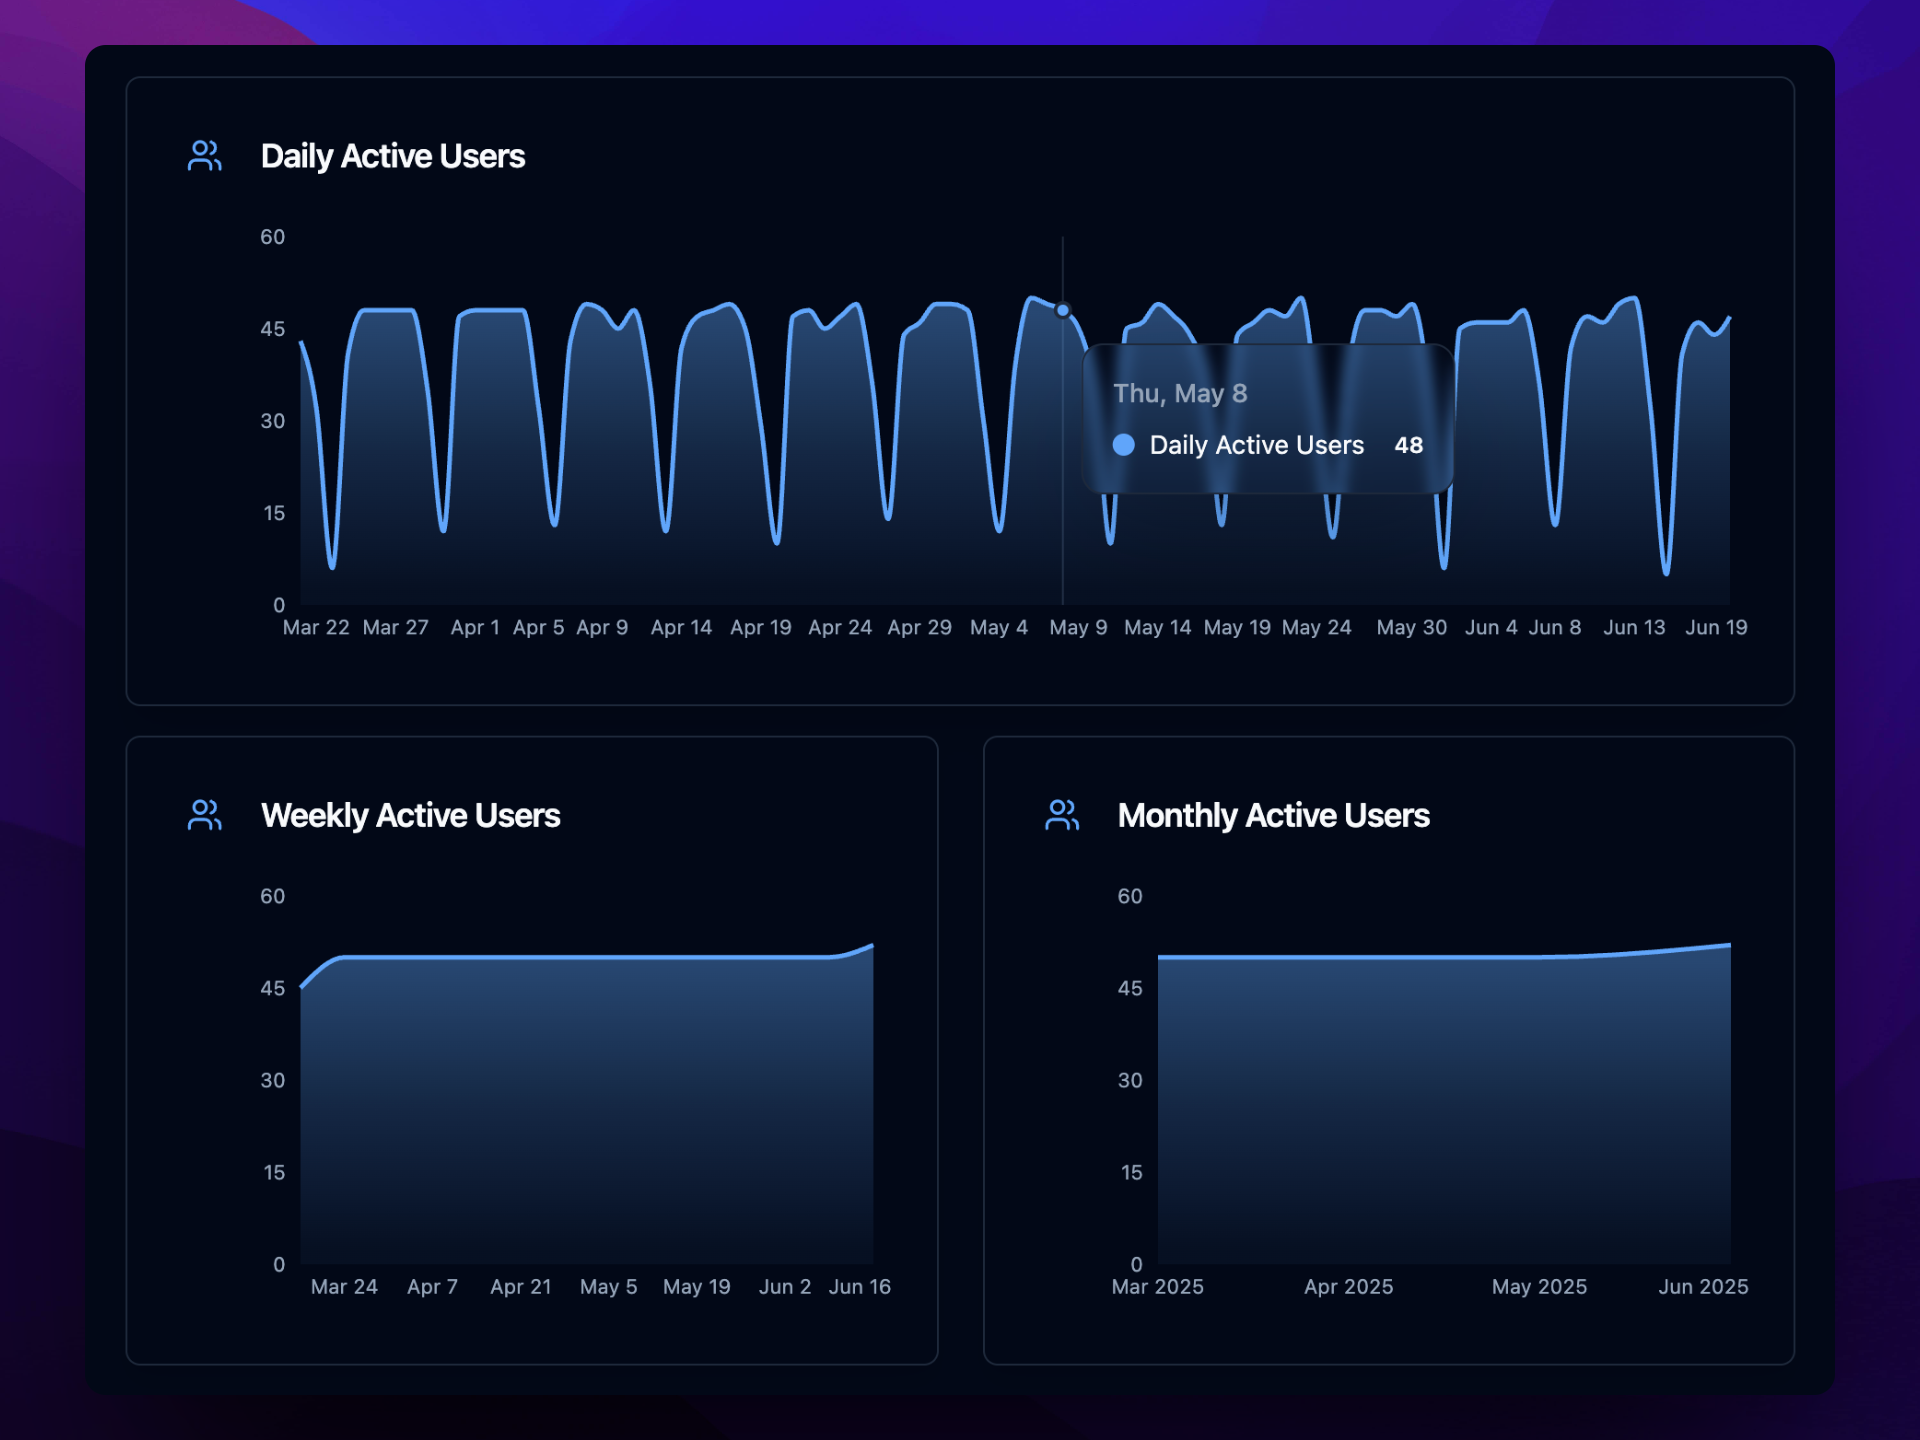 Daily Active Users
60
45
30
15
0
Thu, May 8
Daily Active Users 48
Mar 22 Mar 27 Apr 1 Apr 5 Apr 9 Apr 14 Apr 19 Apr 24 Apr 29 May 4 May 9 May 14 May 19 May 24 May 30 Jun 4 Jun 8 Jun 13 Jun 19
Weekly Active Users
60
45
30
15
0
Mar 24 Apr 7 Apr 21 May 5 May 19 Jun 2 Jun 16
Monthly Active Users
60
45
30
15
0
Mar 2025 Apr 2025 May 2025 Jun 2025